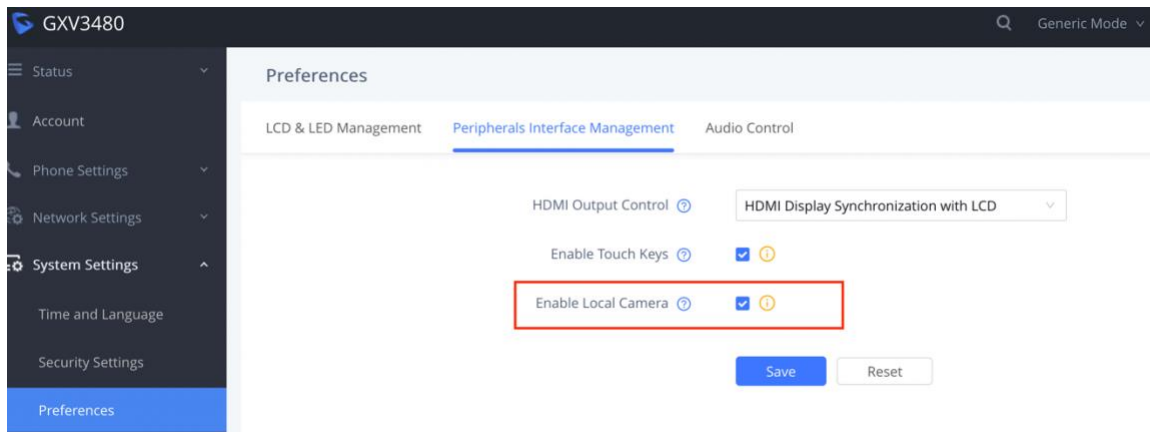 GXV3480
Generic Mode
Status
Account
Phone Settings
Network Settings
System Settings
Time and Language
Security Settings
Preferences
Preferences
LCD & LED Management
Peripherals Interface Management
Audio Control
HDMI Output Control
HDMI Display Synchronization with LCD
Enable Touch Keys
Enable Local Camera
Save
Reset